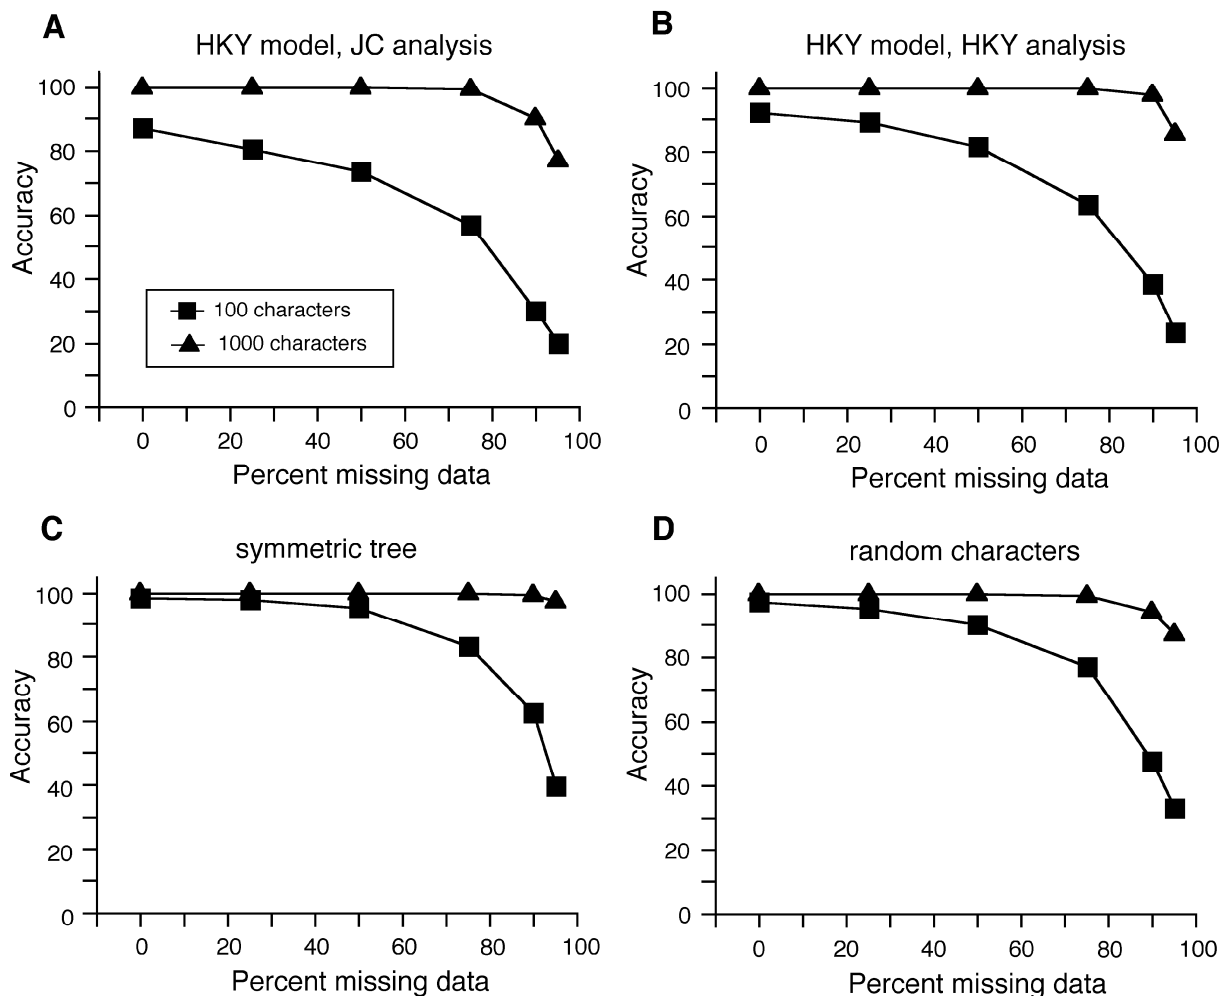 A
HKY model, JC analysis
100
80
60
40
20
0
Accuracy
100 characters
1000 characters
0 20 40 60 80 100
Percent missing data
B
HKY model, HKY analysis
100
80
60
40
20
0
Accuracy
0 20 40 60 80 100
Percent missing data
C
symmetric tree
100
80
60
40
20
0
Accuracy
0 20 40 60 80 100
Percent missing data
D
random characters
100
80
60
40
20
0
Accuracy
0 20 40 60 80 100
Percent missing data